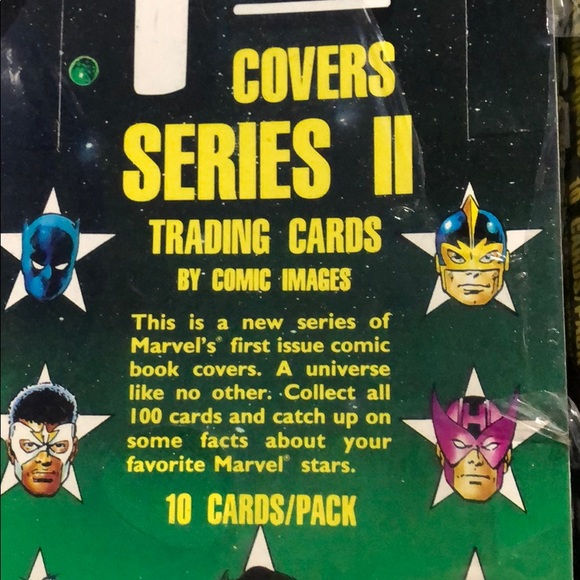 COVERS
SERIES II
TRADING CARDS
BY COMIC IMAGES
This is a new series of
Marvel's® first issue comic
book covers. A universe
like no other. Collect all
100 cards and catch up on
some facts about your
favorite Marvel® stars.
10 CARDS/PACK
H